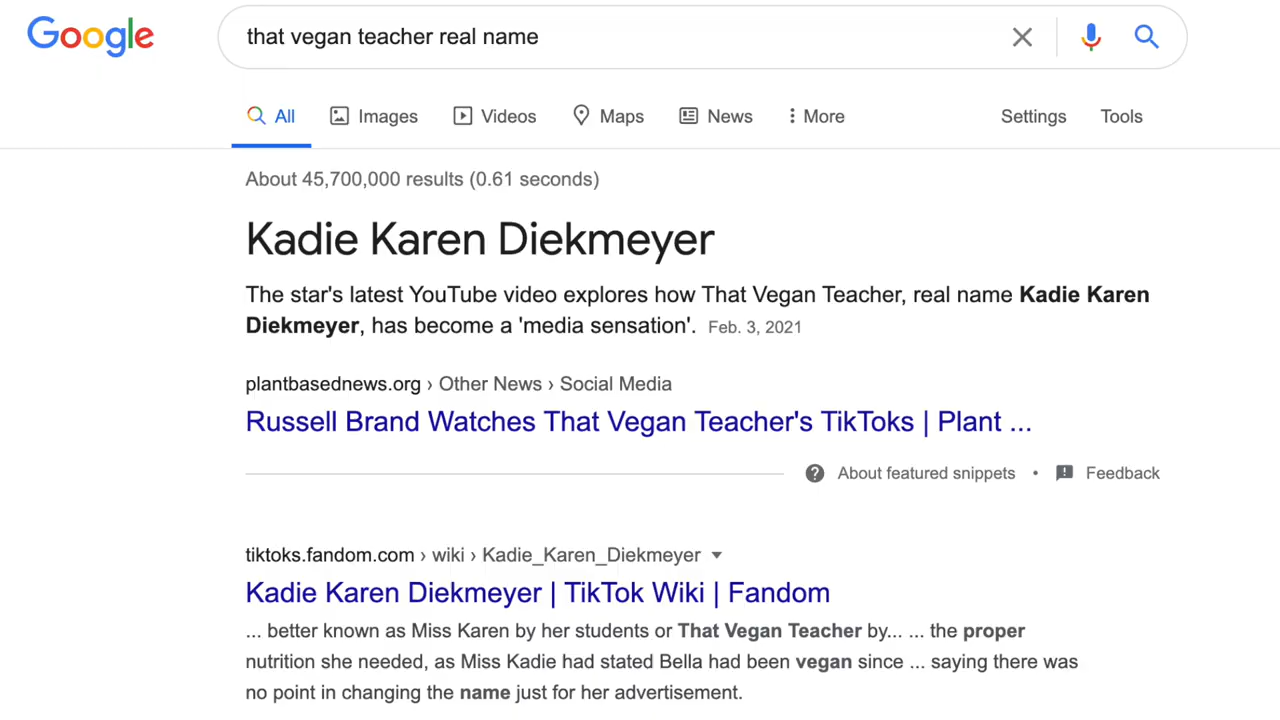 Google
that vegan teacher real name
All Images Videos Maps News More Settings Tools
About 45,700,000 results (0.61 seconds)
Kadie Karen Diekmeyer
The star's latest YouTube video explores how That Vegan Teacher, real name Kadie Karen
Diekmeyer, has become a 'media sensation'. Feb. 3, 2021
plantbasednews.org › Other News › Social Media
Russell Brand Watches That Vegan Teacher's TikToks | Plant ...
About featured snippets • Feedback
tiktoks.fandom.com › wiki › Kadie_Karen_Diekmeyer
Kadie Karen Diekmeyer | TikTok Wiki | Fandom
... better known as Miss Karen by her students or That Vegan Teacher by... ... the proper
nutrition she needed, as Miss Kadie had stated Bella had been vegan since ... saying there was
no point in changing the name just for her advertisement.